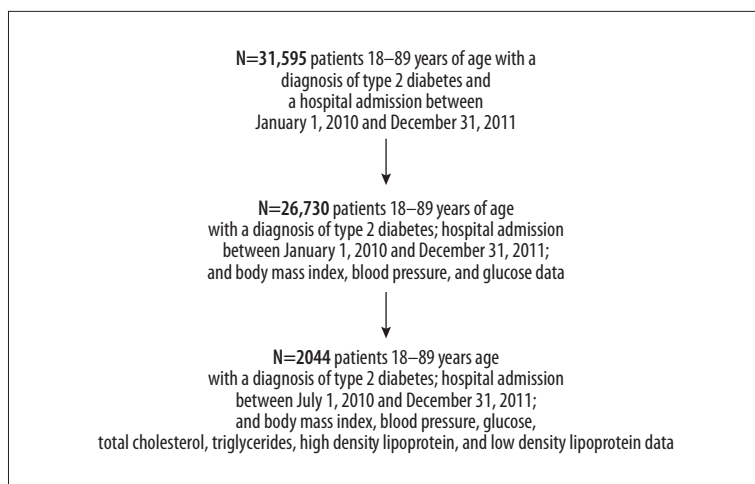 N=31,595 patients 18–89 years of age with a
diagnosis of type 2 diabetes and
a hospital admission between
January 1, 2010 and December 31, 2011
N=26,730 patients 18–89 years of age
with a diagnosis of type 2 diabetes; hospital admission
between January 1, 2010 and December 31, 2011;
and body mass index, blood pressure, and glucose data
N=2044 patients 18–89 years age
with a diagnosis of type 2 diabetes; hospital admission
between July 1, 2010 and December 31, 2011;
and body mass index, blood pressure, glucose,
total cholesterol, triglycerides, high density lipoprotein, and low density lipoprotein data